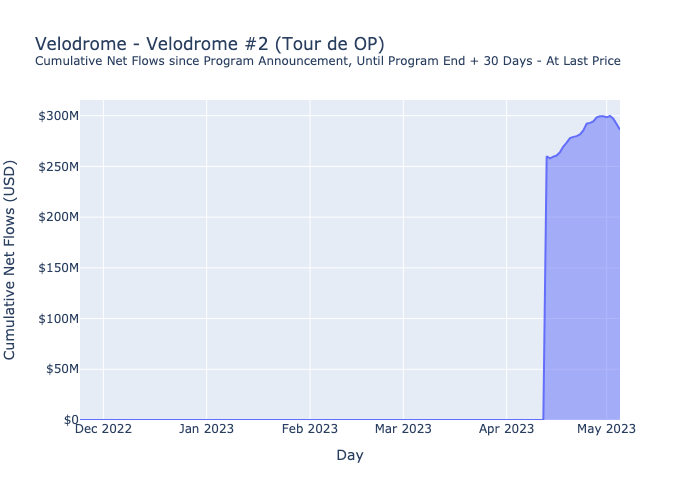 Velodrome - Velodrome #2 (Tour de OP)
Cumulative Net Flows since Program Announcement, Until Program End + 30 Days - At Last Price
Cumulative Net Flows (USD)
$300M
$250M
$200M
$150M
$100M
$50M
$0
Dec 2022 Jan 2023 Feb 2023 Mar 2023 Apr 2023 May 2023
Day